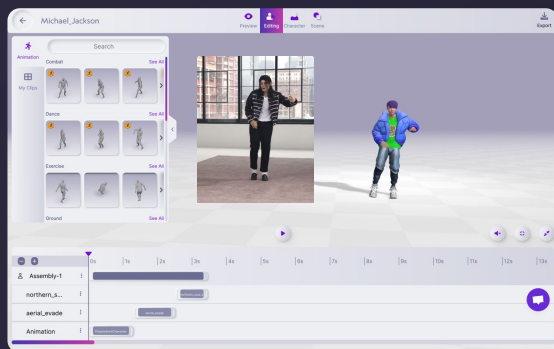 Michael_Jackson
Preview
Editing
Character
Scene
Export
Animation
My Clips
Search
Combat
See All
Dance
See All
Exercise
See All
Ground
See All
0s
1s
2s
3s
4s
5s
6s
7s
8s
9s
10s
11s
12s
13s
Assembly-1
northern_s...
aerial_evade
aerial_evade
Animation